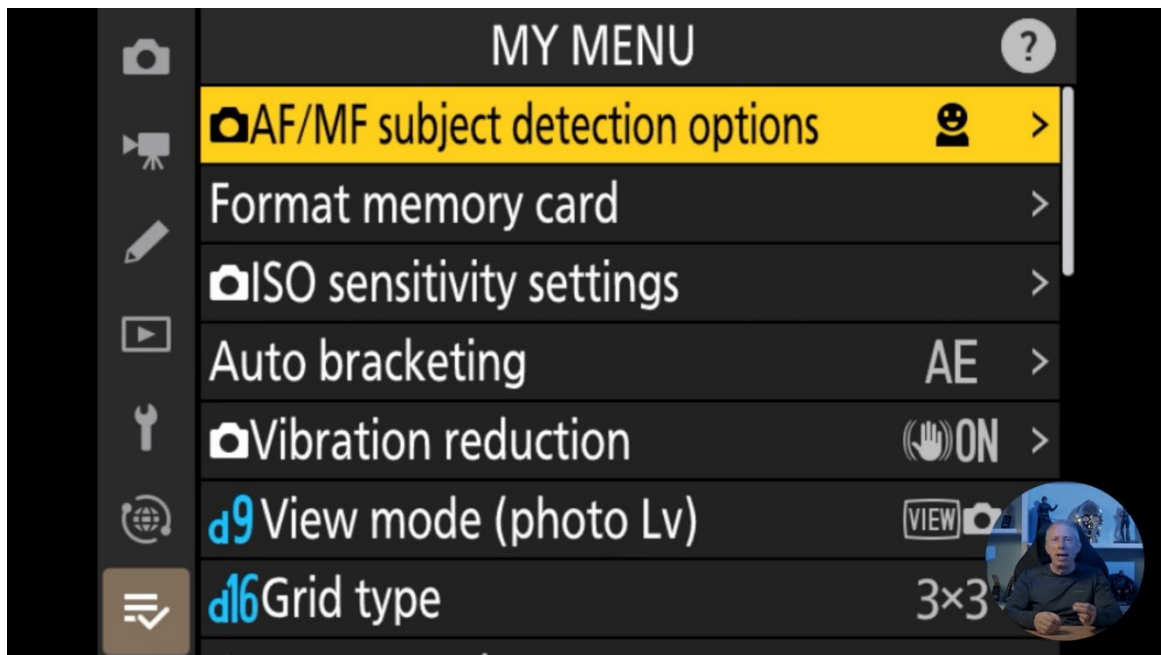 MY MENU ?
AF/MF subject detection options >
Format memory card >
ISO sensitivity settings >
Auto bracketing AE >
Vibration reduction ON >
d9 View mode (photo Lv) VIEW
d16 Grid type 3×3